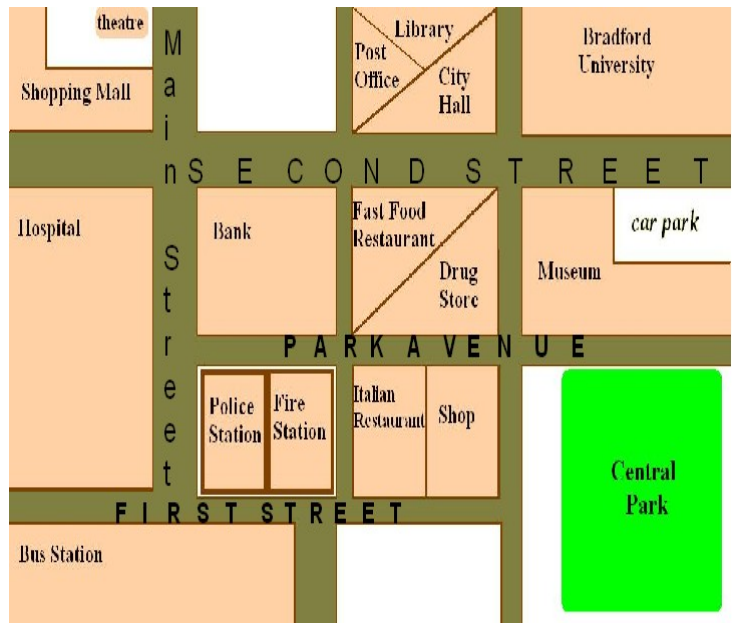 theatre
Shopping Mall
Main Street
Post
Office
Library
City
Hall
Bradford
University
SECOND STREET
Hospital
Bank
Fast Food
Restaurant
Drug
Store
Museum
car park
PARK AVENUE
Police
Station
Fire
Station
Italian
Restaurant
Shop
Central
Park
FIRST STREET
Bus Station